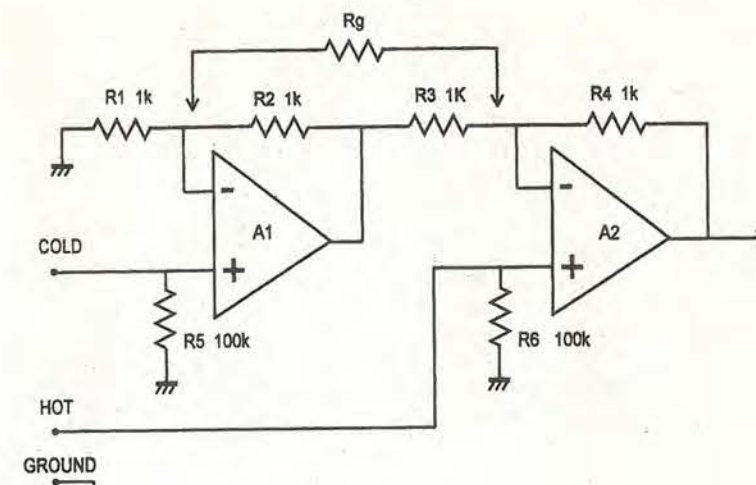 Rg
R1 1k R2 1k R3 1K R4 1k
-
-
A1
A2
COLD
+
+
R5 100k
R6 100k
HOT
GROUND